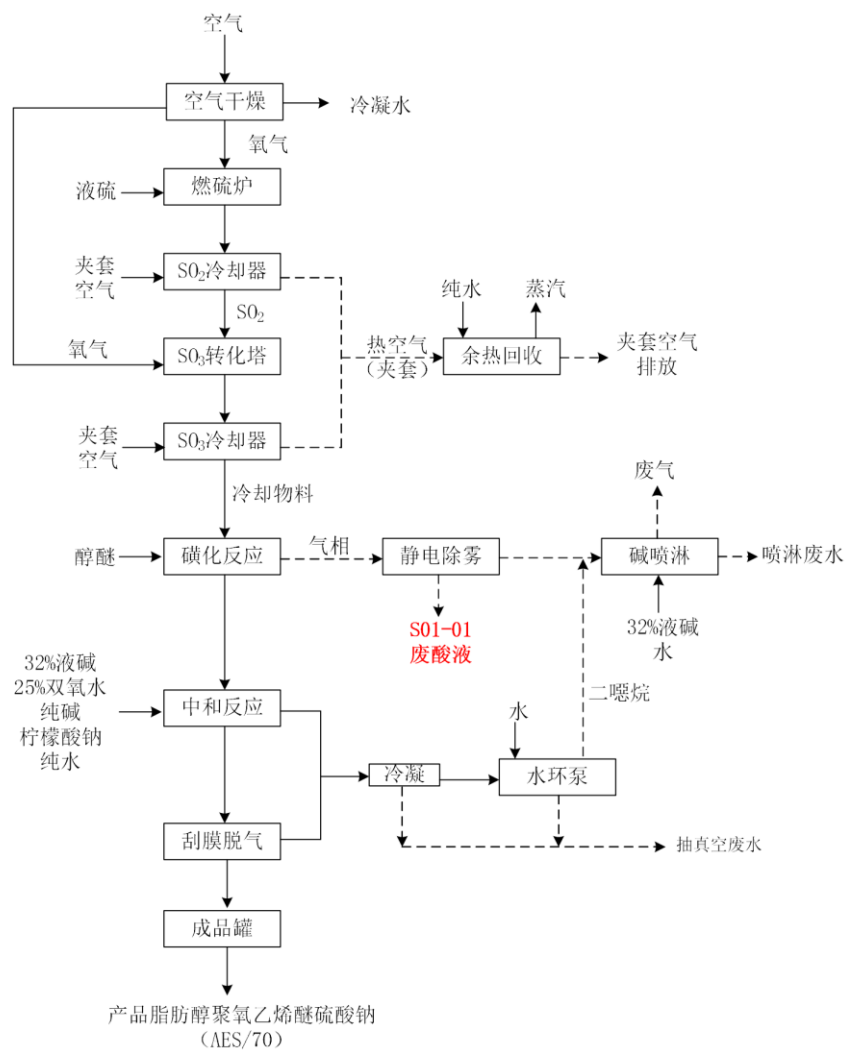 空气
空气干燥
冷凝水
氧气
液硫
燃硫炉
夹套
空气
SO₂冷却器
SO₂
纯水
蒸汽
氧气
SO₃转化塔
热空气
（夹套）
余热回收
夹套空气
排放
夹套
空气
SO₃冷却器
冷却物料
废气
醇醚
磺化反应
气相
静电除雾
碱喷淋
喷淋废水
S01-01
废酸液
32%液碱
水
32%液碱
25%双氧水
纯碱
柠檬酸钠
纯水
中和反应
二噁烷
水
冷凝
水环泵
刮膜脱气
抽真空废水
成品罐
产品脂肪醇聚氧乙烯醚硫酸钠
（AES/70）